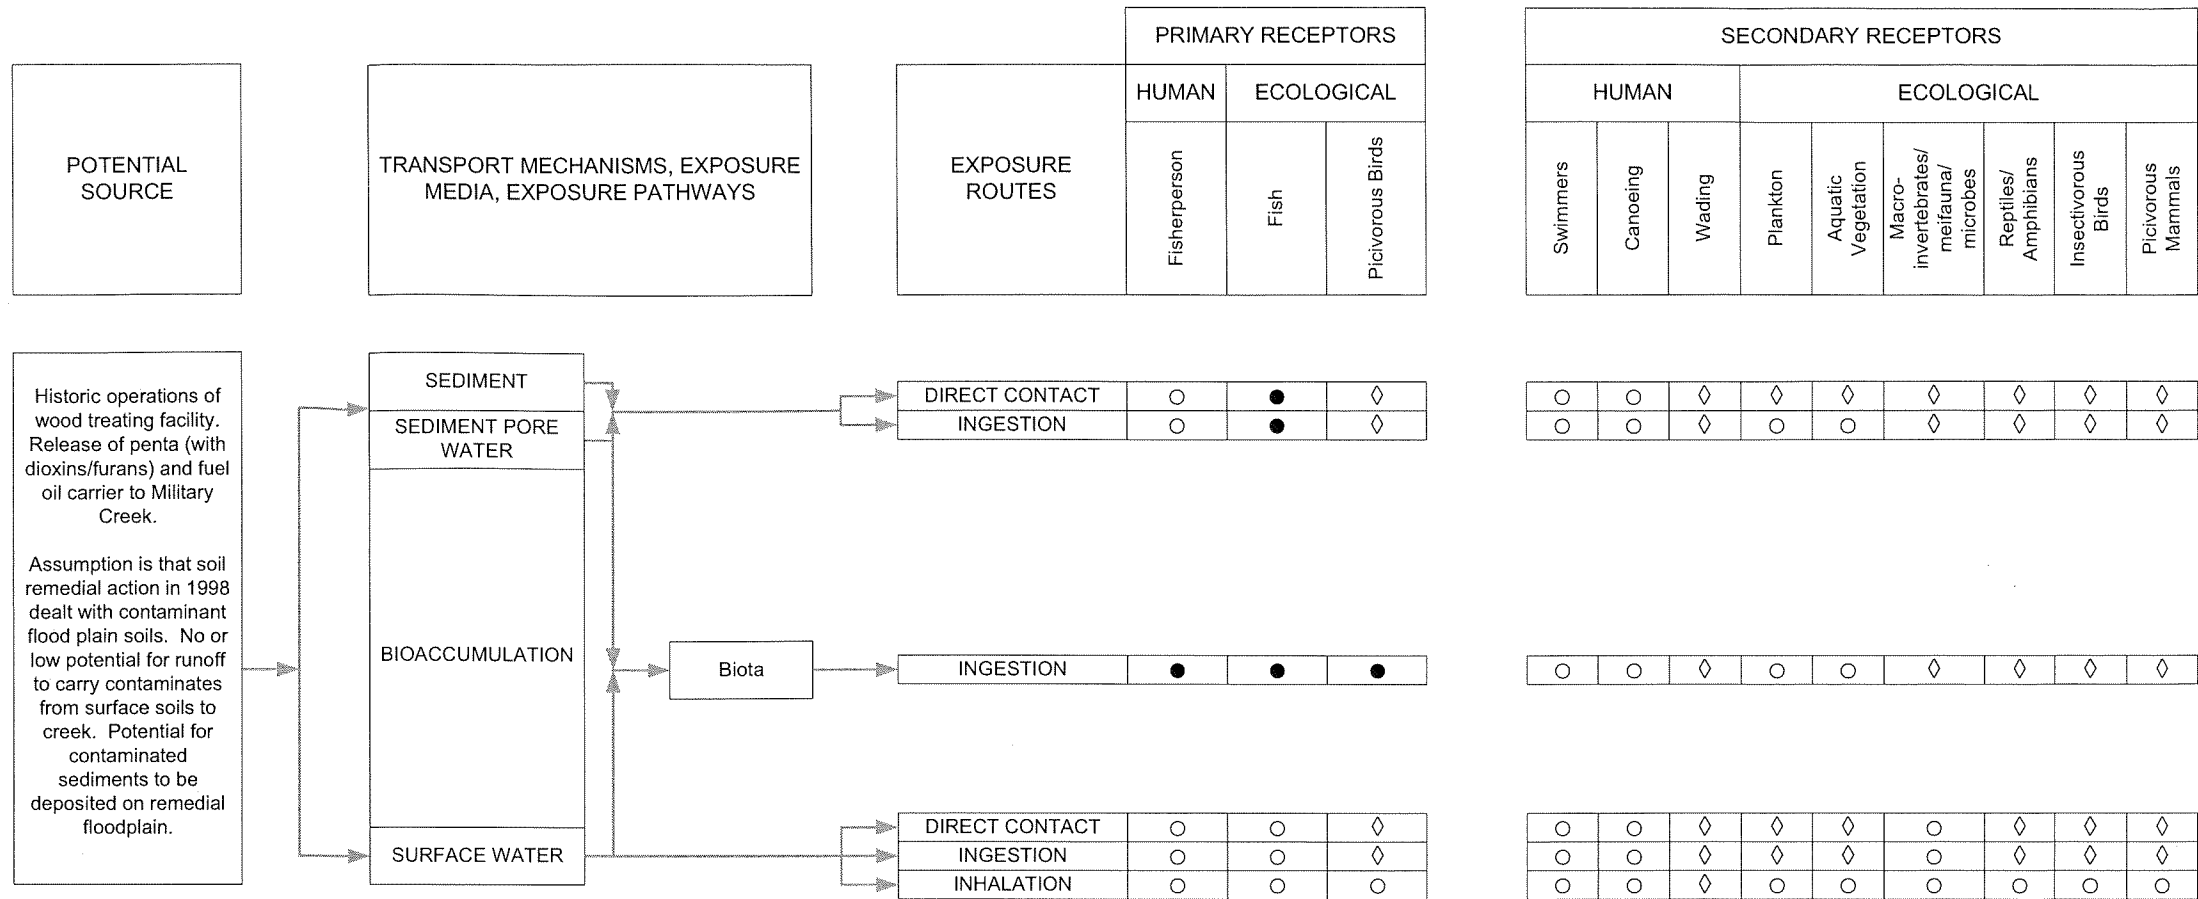 PRIMARY RECEPTORS
SECONDARY RECEPTORS
POTENTIAL
SOURCE
TRANSPORT MECHANISMS, EXPOSURE
MEDIA, EXPOSURE PATHWAYS
EXPOSURE
ROUTES
HUMAN
ECOLOGICAL
HUMAN
ECOLOGICAL
Fisherperson
Fish
Picivorous Birds
Swimmers
Canoeing
Wading
Plankton
Aquatic
Vegetation
Macro-
invertebrates/
meifauna/
microbes
Reptiles/
Amphibians
Insectivorous
Birds
Picivorous
Mammals
Historic operations of
wood treating facility.
Release of penta (with
dioxins/furans) and fuel
oil carrier to Military
Creek.
Assumption is that soil
remedial action in 1998
dealt with contaminant
flood plain soils. No or
low potential for runoff
to carry contaminates
from surface soils to
creek. Potential for
contaminated
sediments to be
deposited on remedial
floodplain.
SEDIMENT
SEDIMENT PORE
WATER
BIOACCUMULATION
SURFACE WATER
Biota
DIRECT CONTACT
INGESTION
INGESTION
DIRECT CONTACT
INGESTION
INHALATION